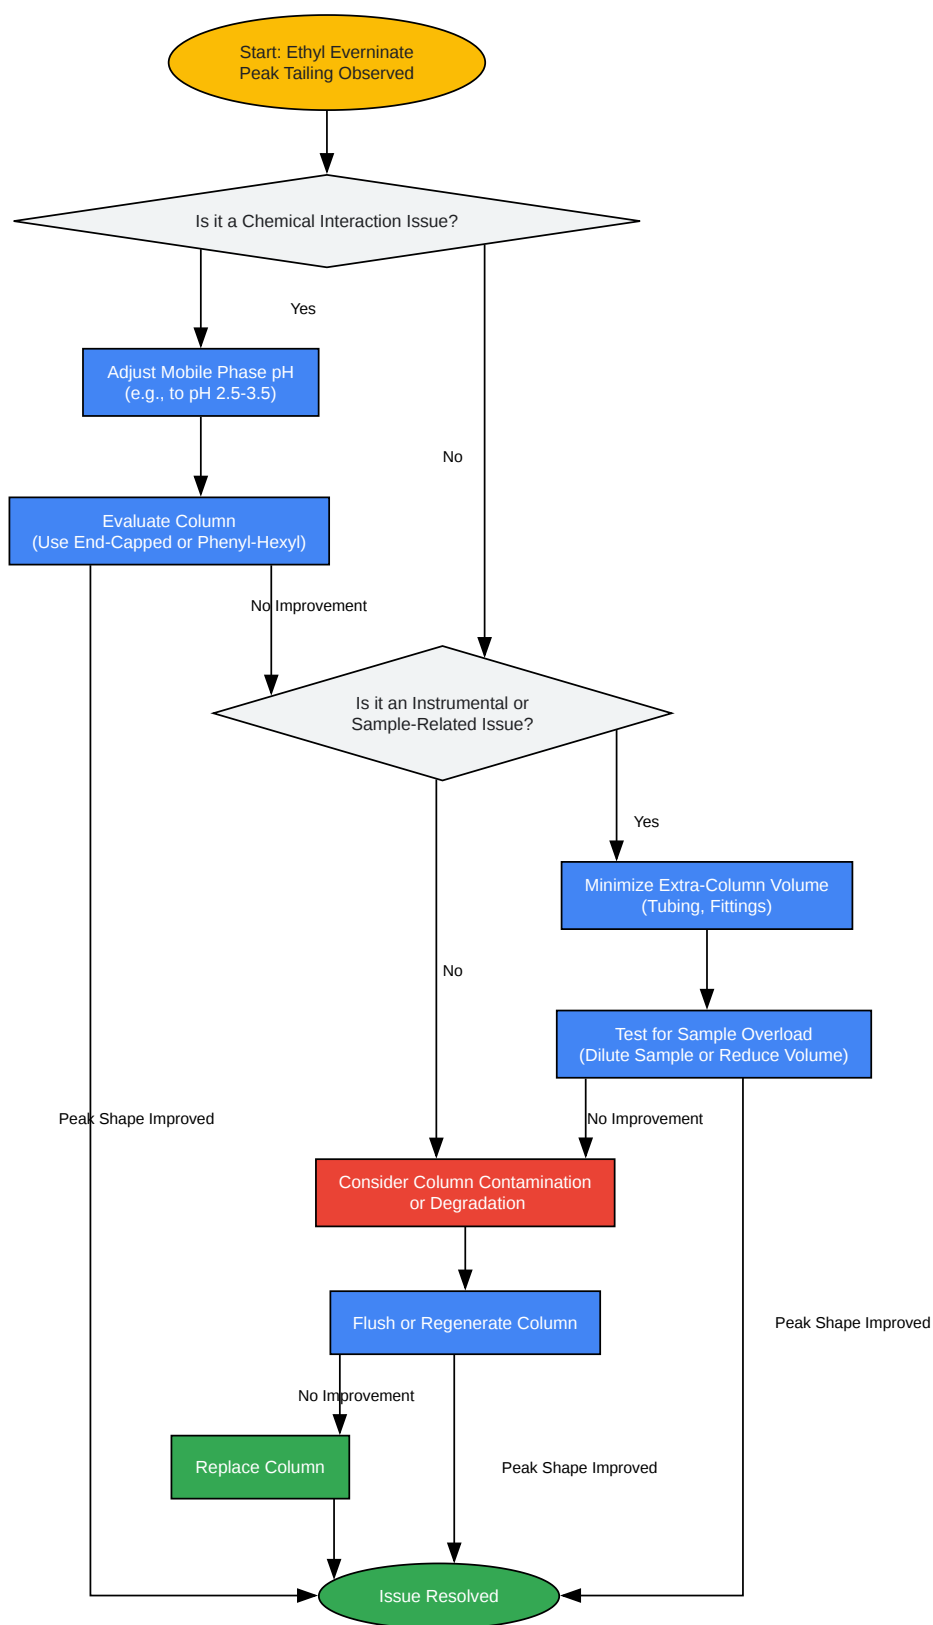 Start: Ethyl Everninate
Peak Tailing Observed
Is it a Chemical Interaction Issue?
Yes
Adjust Mobile Phase pH
(e.g., to pH 2.5-3.5)
No
Evaluate Column
(Use End-Capped or Phenyl-Hexyl)
No Improvement
Is it an Instrumental or
Sample-Related Issue?
Yes
Minimize Extra-Column Volume
(Tubing, Fittings)
No
Test for Sample Overload
(Dilute Sample or Reduce Volume)
Peak Shape Improved
No Improvement
Consider Column Contamination
or Degradation
Flush or Regenerate Column
Peak Shape Improved
No Improvement
Replace Column
Peak Shape Improved
Issue Resolved